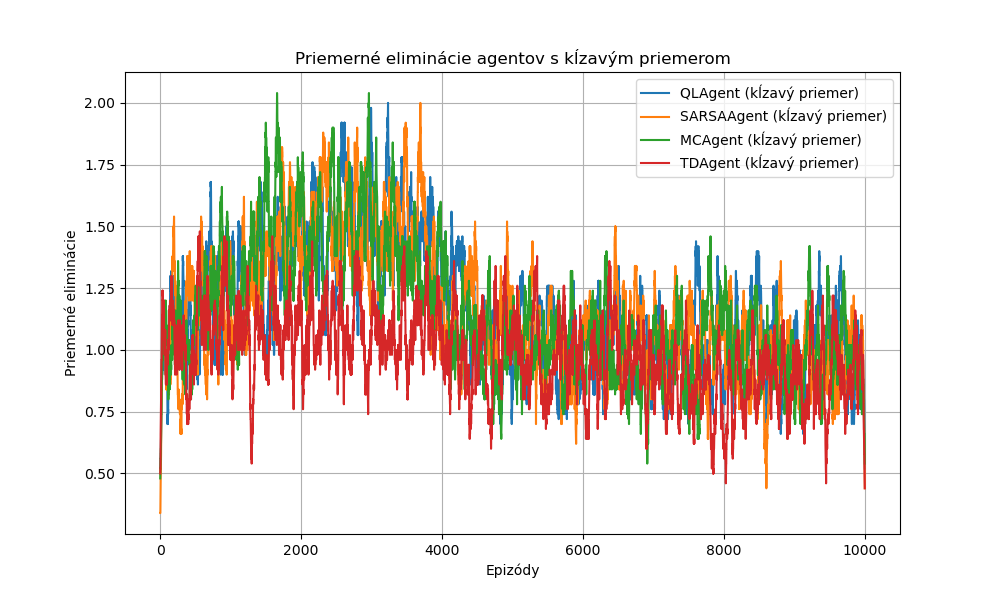 Priemerné eliminácie agentov s kĺzavým priemerom
Priemerné eliminácie
2.00
1.75
1.50
1.25
1.00
0.75
0.50
QLAgent (kĺzavý priemer)
SARSAAgent (kĺzavý priemer)
MCAgent (kĺzavý priemer)
TDAgent (kĺzavý priemer)
0
2000
4000
6000
8000
10000
Epizódy